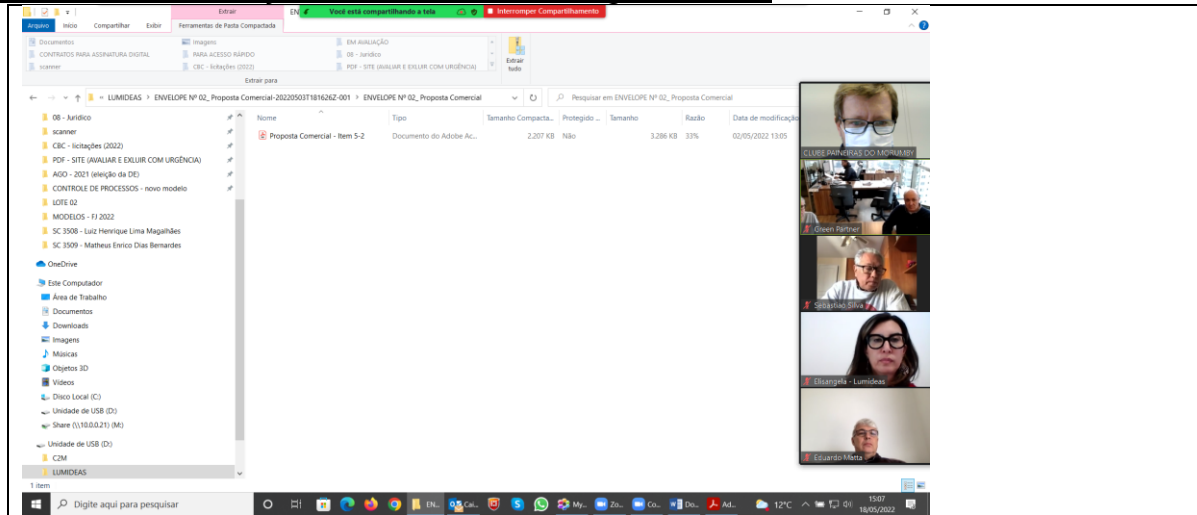 Extrair
EN
Você está compartilhando a tela
Interromper Compartilhamento
Arquivo Início Compartilhar Exibir Ferramentas de Pasta Compactada
Documentos Imagens EM AVALIAÇÃO
CONTRATOS PARA ASSINATURA DIGITAL PARA ACESSO RÁPIDO 08 - Jurídico
scanner CBC - licitações (2022) PDF - SITE (AVALIAR E EXLUIR COM URGÊNCIA)
Extrair tudo
Extrair para
« LUMIDEAS > ENVELOPE Nº 02_ Proposta Comercial-20220503T181626Z-001 > ENVELOPE Nº 02_ Proposta Comercial
Pesquisar em ENVELOPE Nº 02_ Proposta Comercial
Nome Tipo Tamanho Compacta... Protegido ... Tamanho Razão Data de modificação
Proposta Comercial - Item 5-2 Documento do Adobe Ac... 2.207 KB Não 3.286 KB 33% 02/05/2022 13:05
08 - Jurídico
scanner
CBC - licitações (2022)
PDF - SITE (AVALIAR E EXLUIR COM URGÊNCIA)
AGO - 2021 (eleição da DE)
CONTROLE DE PROCESSOS - novo modelo
LOTE 02
MODELOS - FJ 2022
SC 3508 - Luiz Henrique Lima Magalhães
SC 3509 - Matheus Enrico Dias Bernardes
OneDrive
Este Computador
Área de Trabalho
Documentos
Downloads
Imagens
Músicas
Objetos 3D
Vídeos
Disco Local (C:)
Unidade de USB (D:)
Share (\\10.0.0.21) (M:)
Unidade de USB (D:)
C2M
LUMIDEAS
1 item
CLUBE PAINEIRAS DO MORUMBY
Green Partner
Sebastião Silva
Elisangela - Lumideas
Eduardo Matta
Digite aqui para pesquisar
EN... Cai... My... Zo... Co... Do... Ad... 12°C
15:07
18/05/2022